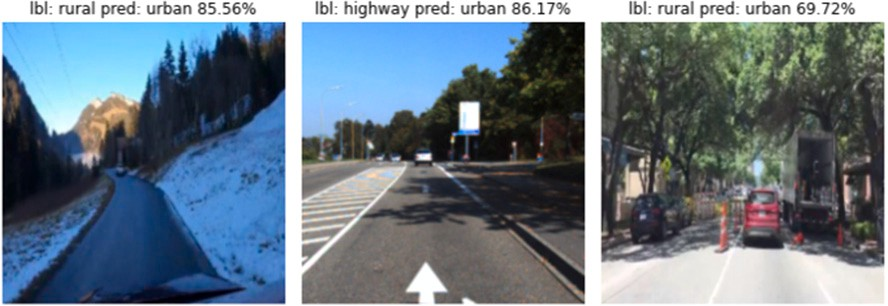 lbl: rural pred: urban 85.56%
lbl: highway pred: urban 86.17%
lbl: rural pred: urban 69.72%